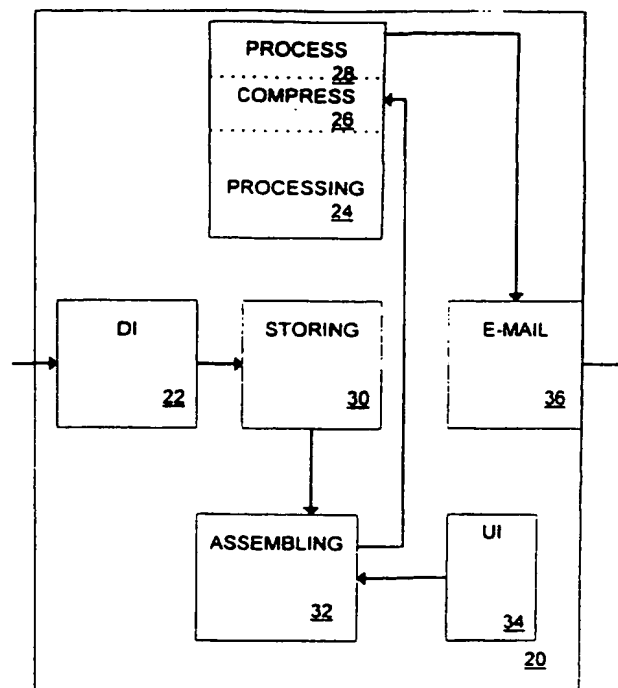 PROCESS
28
COMPRESS
26
PROCESSING
24
DI
22
STORING
30
E-MAIL
36
ASSEMBLING
32
UI
34
20